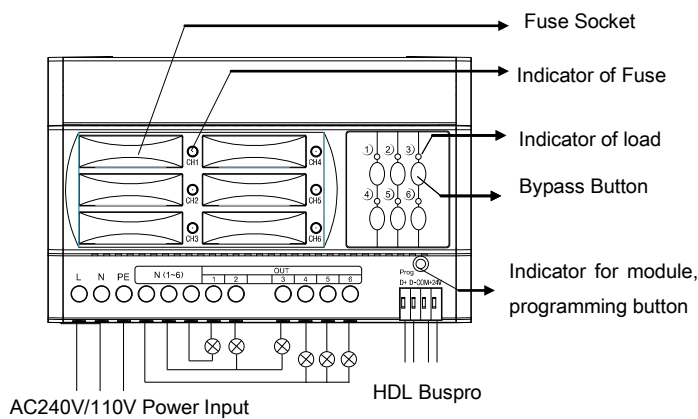 Fuse Socket
Indicator of Fuse
Indicator of load
Bypass Button
Indicator for module,
programming button
CH1
CH4
CH2
CH5
CH3
CH6
1
2
3
4
5
6
Prog
D+ D- COM +24V
L N PE N (1~6) OUT
1 2 3 4 5 6
AC240V/110V Power Input
HDL Buspro